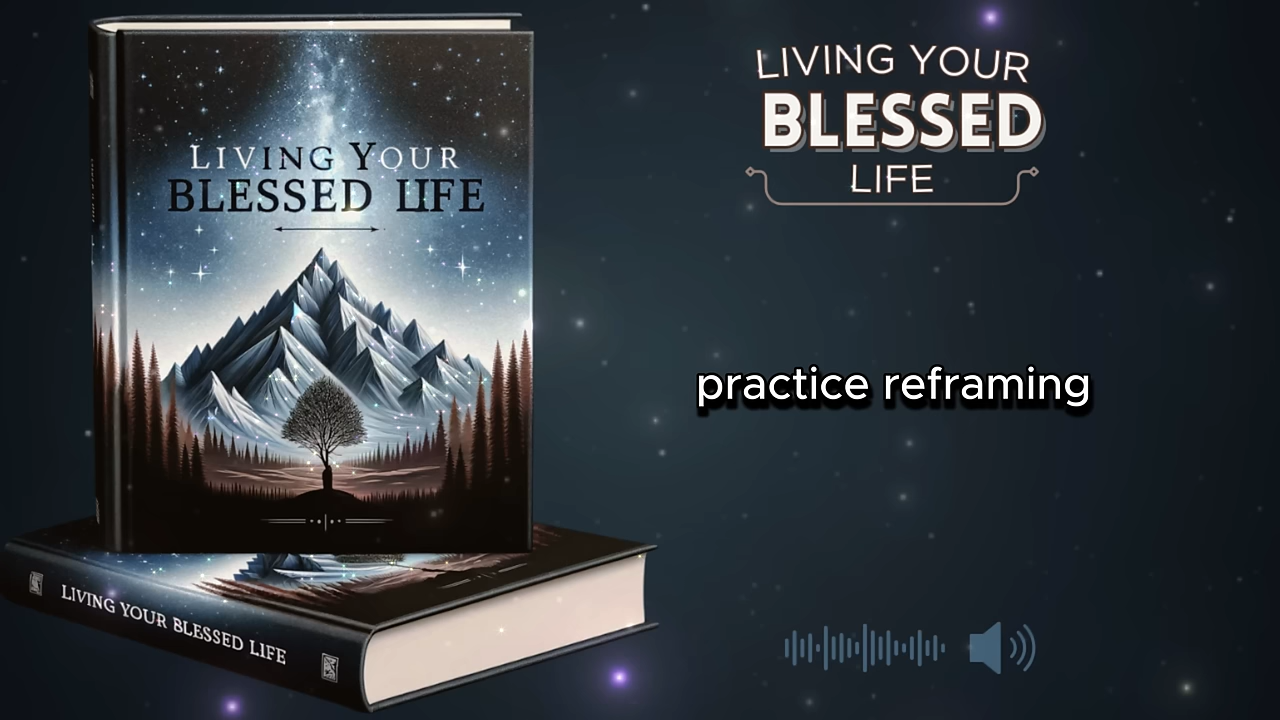 LIVING YOUR
BLESSED LIFE
LIVING YOUR BLESSED LIFE
LIVING YOUR
BLESSED
LIFE
practice reframing